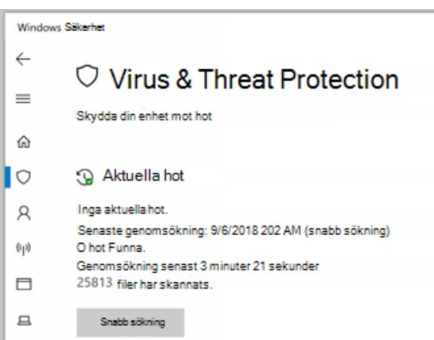 Windows Säkerhet
Virus & Threat Protection
Skydda din enhet mot hot
Aktuella hot
Inga aktuella hot.
Senaste genomsökning: 9/6/2018 202 AM (snabb sökning)
O hot Funna.
Genomsökning senast 3 minuter 21 sekunder
25813 filer har skannats.
Snabb sökning